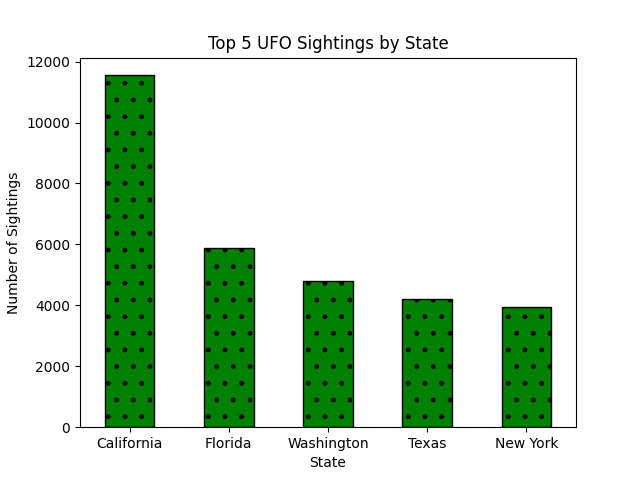 Top 5 UFO Sightings by State
12000
10000
8000
6000
4000
2000
0
Number of Sightings
California Florida Washington Texas New York
State